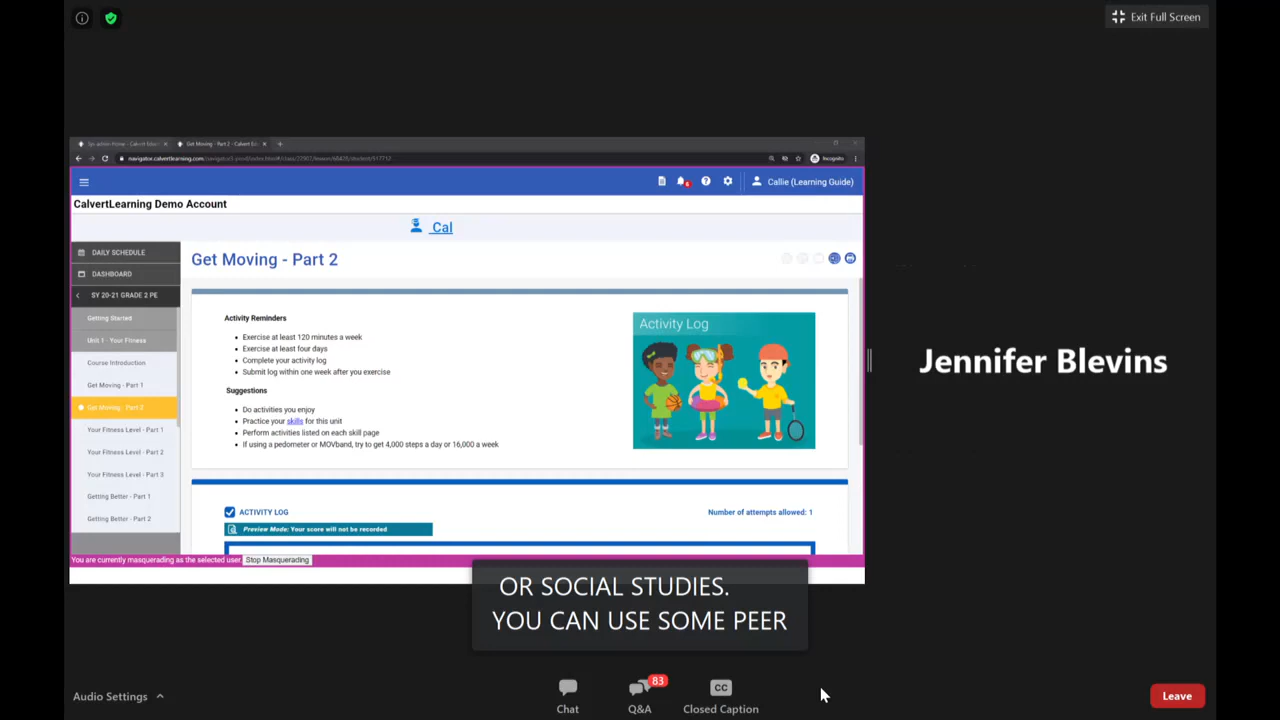 Exit Full Screen
Get Moving - Part 2 - Calvert Ed
Incognito
Callie (Learning Guide)
CalvertLearning Demo Account
Cal
DAILY SCHEDULE
DASHBOARD
SY 20-21 GRADE 2 PE
Getting Started
Unit 1 - Your Fitness
Course Introduction
Get Moving - Part 1
Get Moving - Part 2
Your Fitness Level - Part 1
Your Fitness Level - Part 2
Your Fitness Level - Part 3
Getting Better - Part 1
Getting Better - Part 2
Get Moving - Part 2
Activity Reminders
Exercise at least 120 minutes a week
Exercise at least four days
Complete your activity log
Submit log within one week after you exercise
Suggestions
Do activities you enjoy
Practice your skills for this unit
Perform activities listed on each skill page
If using a pedometer or MOVband, try to get 4,000 steps a day or 16,000 a week
Activity Log
ACTIVITY LOG
Number of attempts allowed: 1
Preview Mode: Your score will not be recorded
You are currently masquerading as the selected user. Stop Masquerading
Jennifer Blevins
OR SOCIAL STUDIES.
YOU CAN USE SOME PEER
Audio Settings
Chat
83
Q&A
CC
Closed Caption
Leave